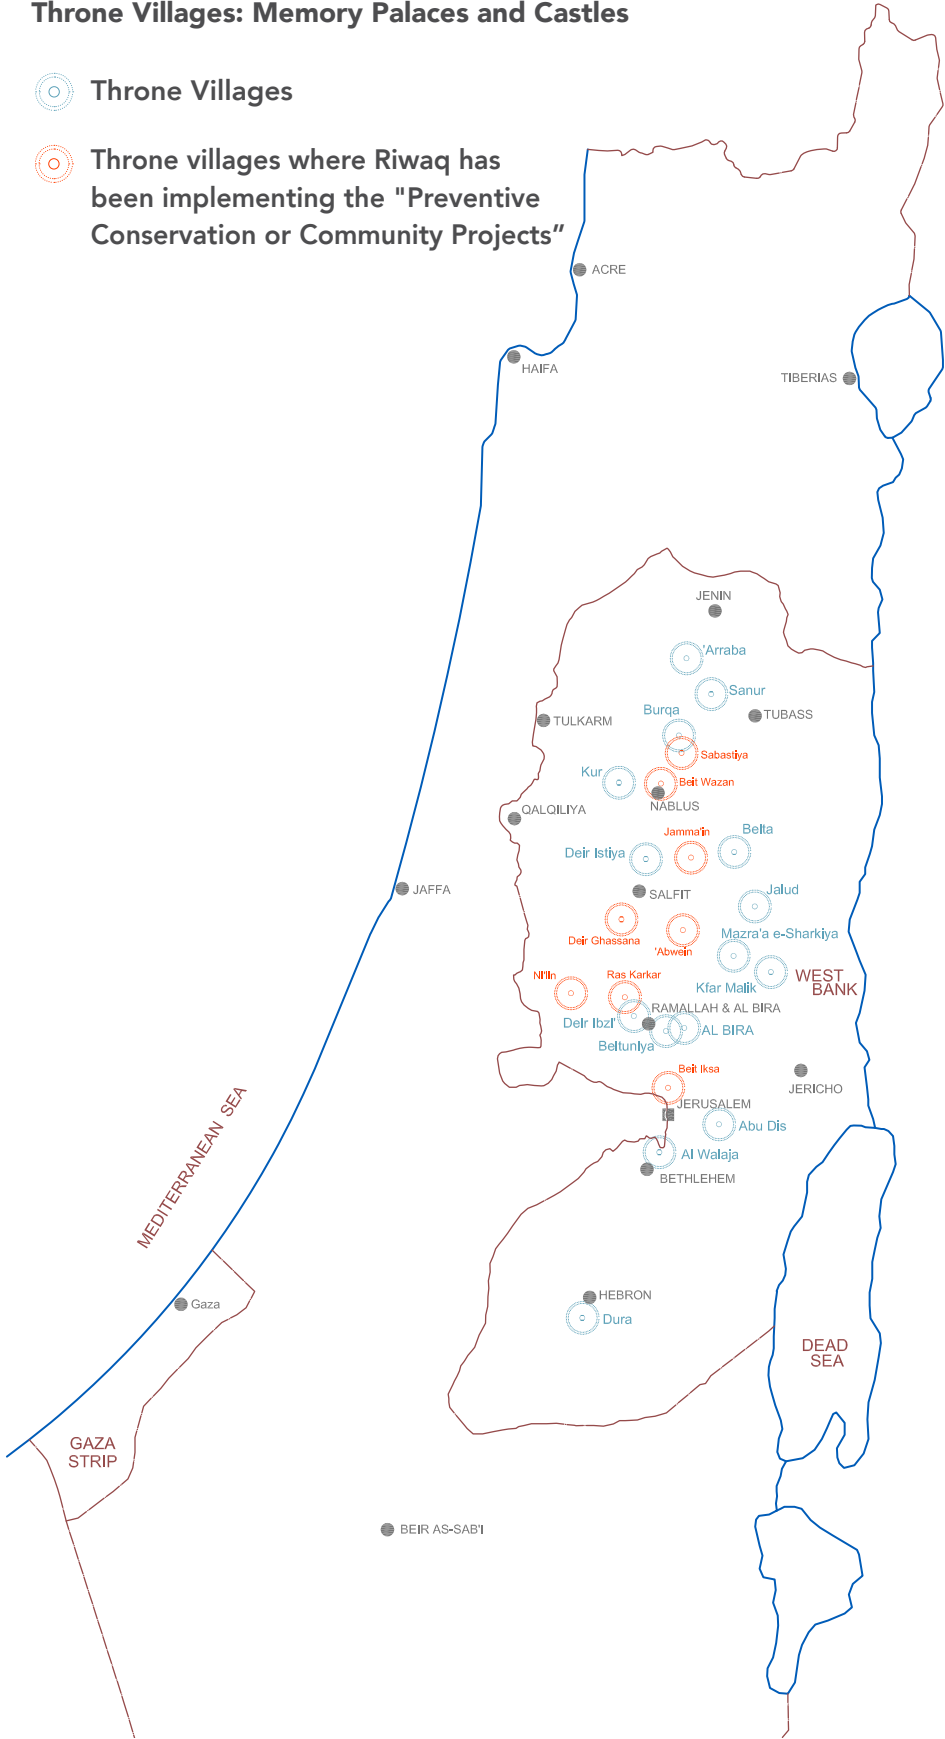 Throne Villages: Memory Palaces and Castles
Throne Villages
Throne villages where Riwaq has
been implementing the "Preventive
Conservation or Community Projects”
ACRE
HAIFA
TIBERIAS
JENIN
'Arraba
Sanur
Burqa
TULKARM
TUBASS
Sabastiya
Kur
Beit Wazan
NABLUS
QALQILIYA
Jamma'in
Beita
Deir Istiya
JAFFA
SALFIT
Jalud
Deir Ghassana
'Abwein
Mazra'a e-Sharkiya
Ni'lin
Ras Karkar
Kfar Malik
WEST
BANK
RAMALLAH & AL BIRA
Deir Ibzi'
AL BIRA
Beituniya
Beit Iksa
JERICHO
JERUSALEM
Abu Dis
Al Walaja
BETHLEHEM
MEDITERRANEAN SEA
HEBRON
Gaza
Dura
DEAD
SEA
GAZA
STRIP
BEIR AS-SAB'I